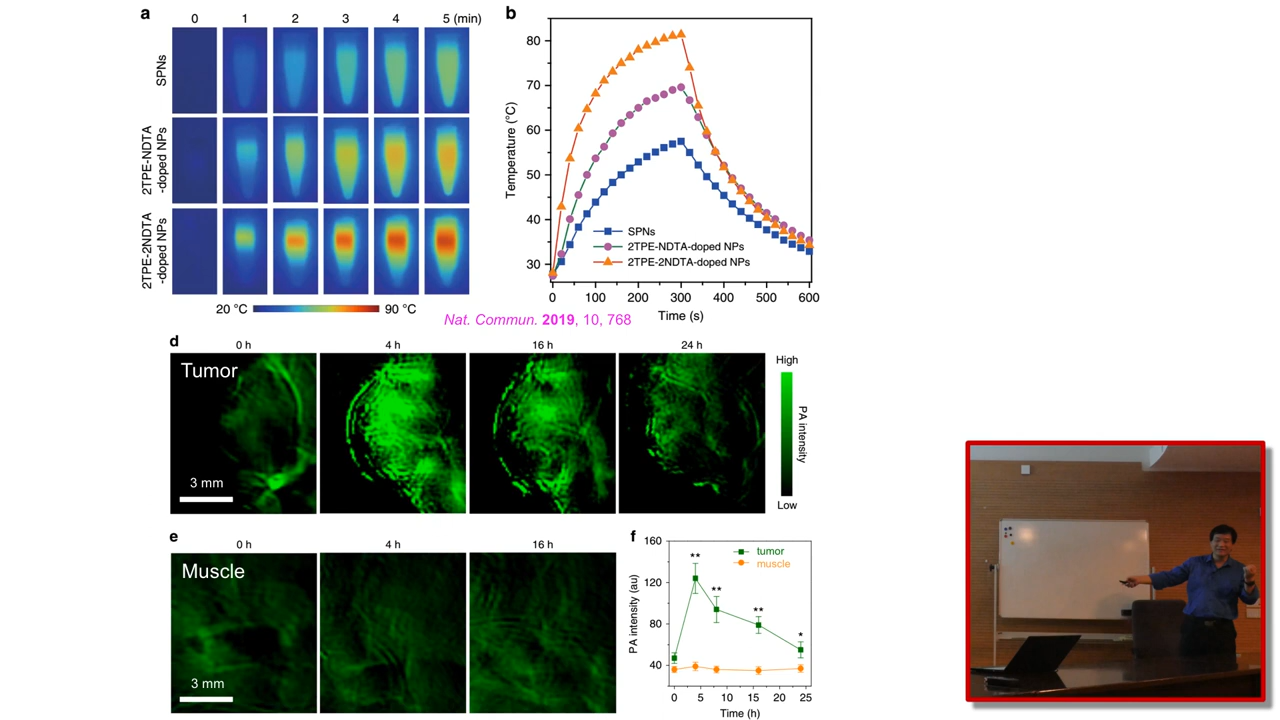 a
0 1 2 3 4 5 (min)
SPNs
2TPE-NDTA
-doped NPs
2TPE-2NDTA
-doped NPs
20 °C 90 °C
b
Temperature (°C)
80
70
60
50
40
30
SPNs
2TPE-NDTA-doped NPs
2TPE-2NDTA-doped NPs
0 100 200 300 400 500 600
Time (s)
Nat. Commun. 2019, 10, 768
d
0 h 4 h 16 h 24 h
Tumor
3 mm
High
PA intensity
Low
e
0 h 4 h 16 h
Muscle
3 mm
f
PA intensity (au)
160
120
80
40
tumor
muscle
** ** ** *
0 5 10 15 20 25
Time (h)